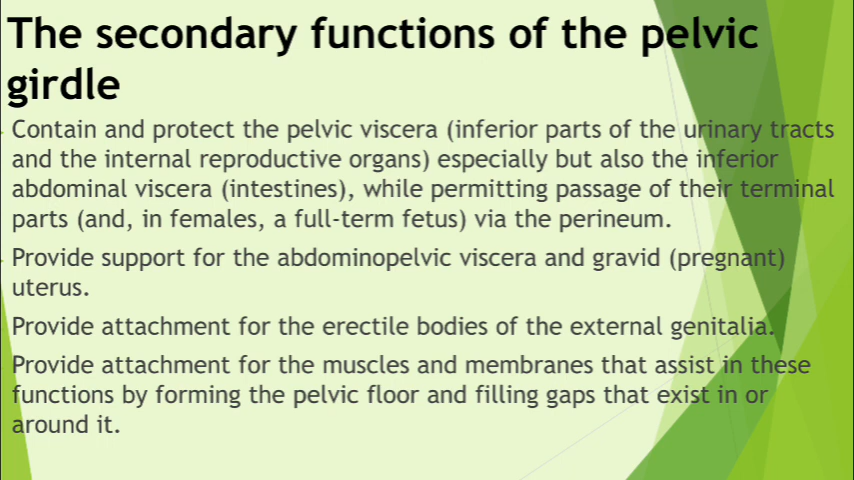 The secondary functions of the pelvic
girdle
Contain and protect the pelvic viscera (inferior parts of the urinary tracts
and the internal reproductive organs) especially but also the inferior
abdominal viscera (intestines), while permitting passage of their terminal
parts (and, in females, a full-term fetus) via the perineum.
Provide support for the abdominopelvic viscera and gravid (pregnant)
uterus.
Provide attachment for the erectile bodies of the external genitalia.
Provide attachment for the muscles and membranes that assist in these
functions by forming the pelvic floor and filling gaps that exist in or
around it.